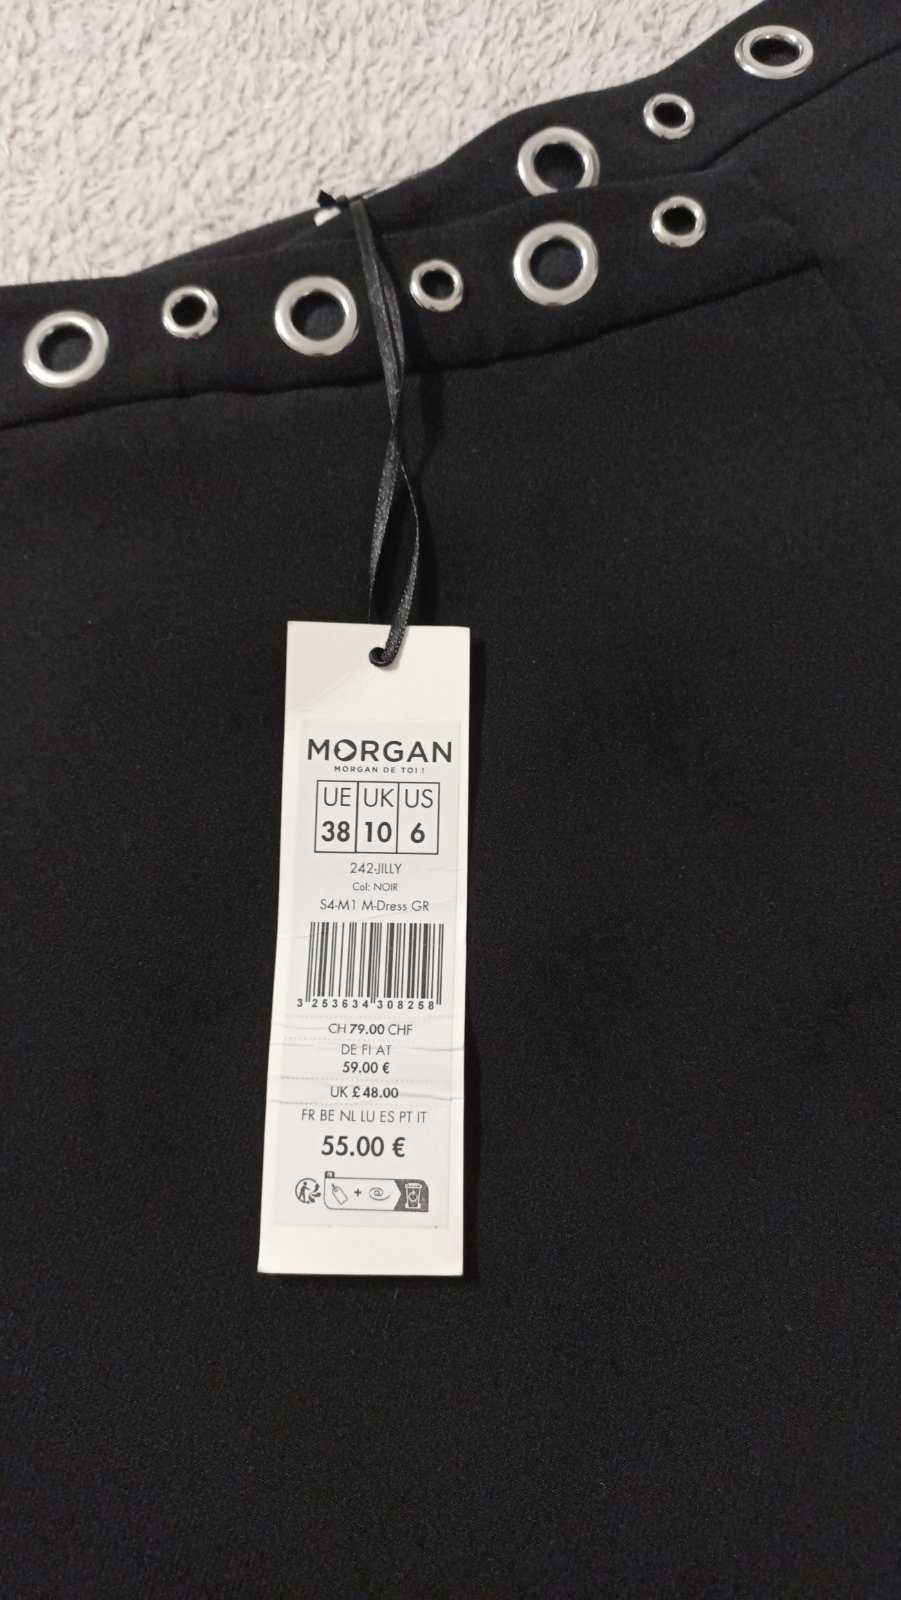 MORGAN
MORGAN DE TOI !
UE UK US
38 10 6
242-JILLY
Col: NOIR
S4-M1 M-Dress GR
3 253634 308258
CH 79.00 CHF
DE FI AT
59.00 €
UK £48.00
FR BE NL LU ES PT IT
55.00 €
FR
+